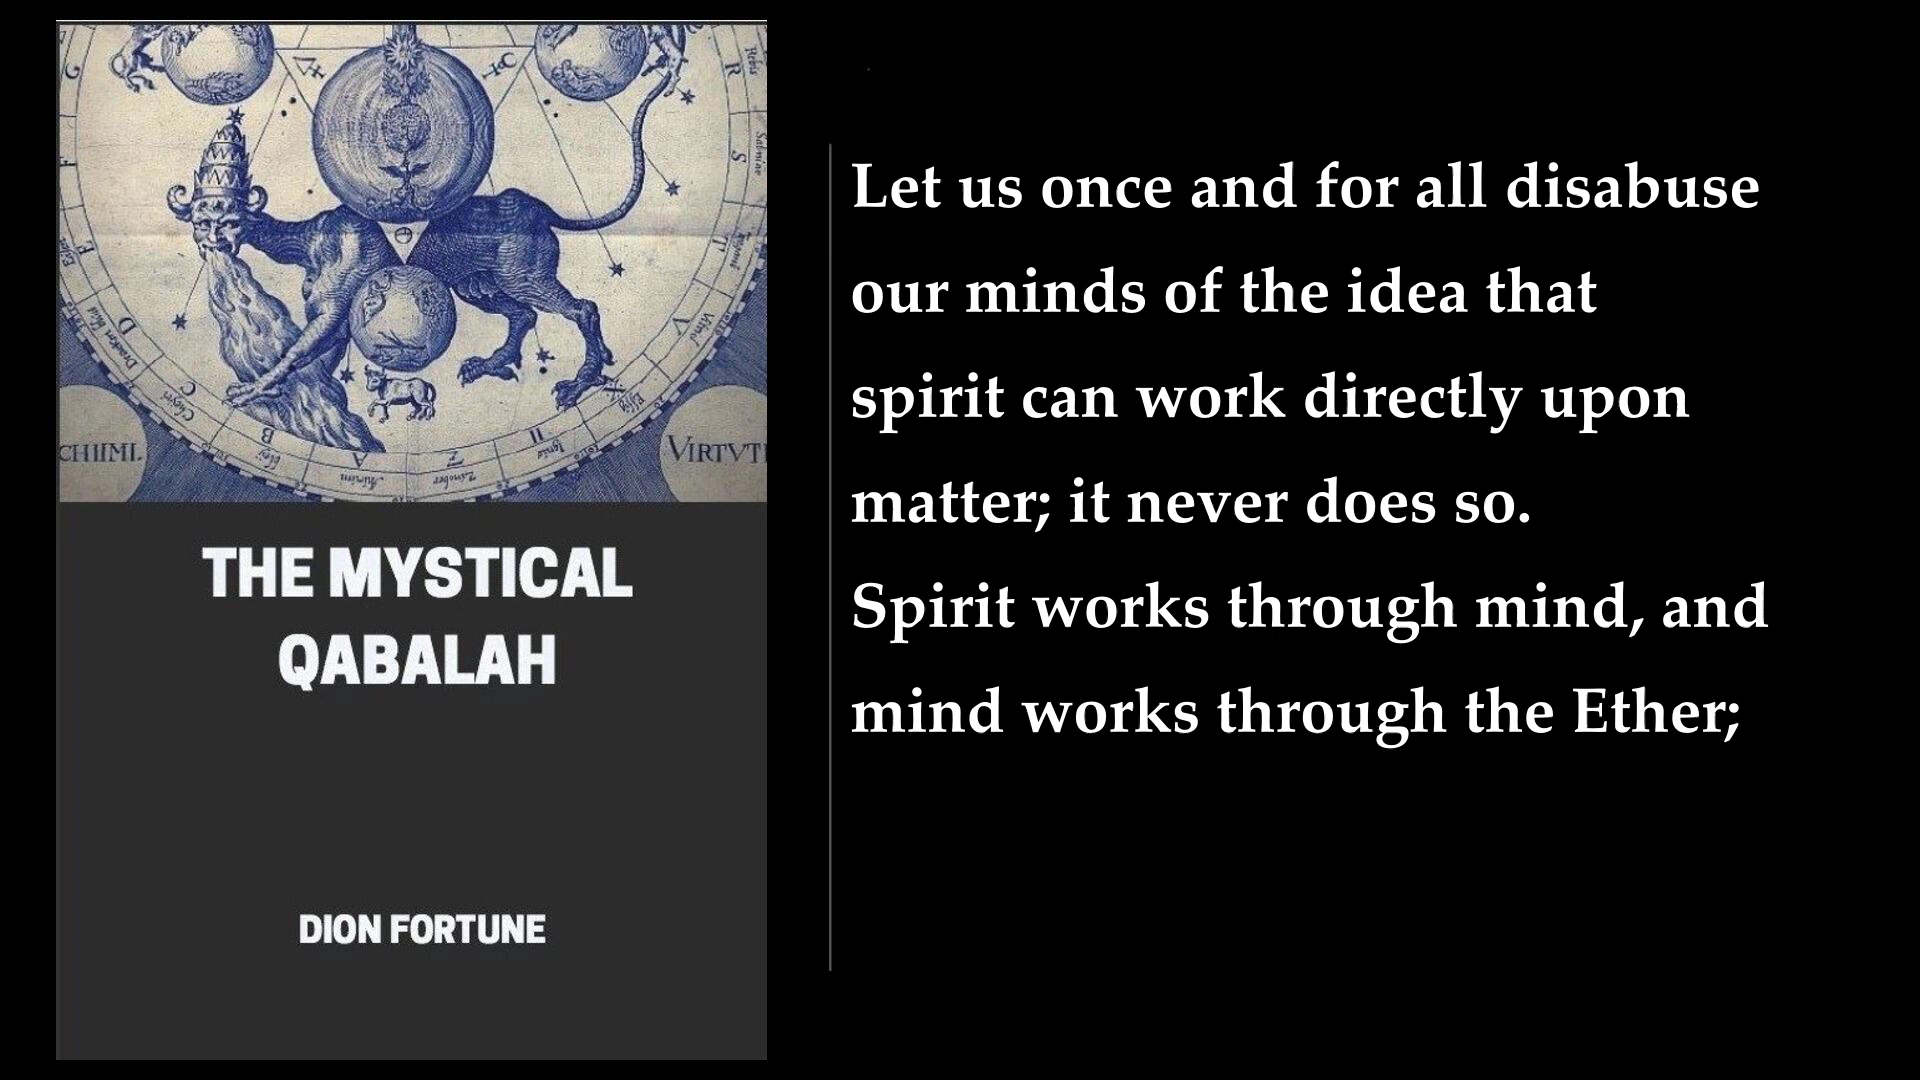 THE MYSTICAL
QABALAH
DION FORTUNE
CHIIMI.
VIRTVTI
Let us once and for all disabuse
our minds of the idea that
spirit can work directly upon
matter; it never does so.
Spirit works through mind, and
mind works through the Ether;